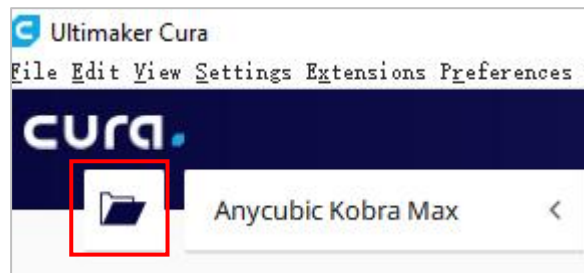 Ultimaker Cura
File Edit View Settings Extensions Preferences
cura.
Anycubic Kobra Max